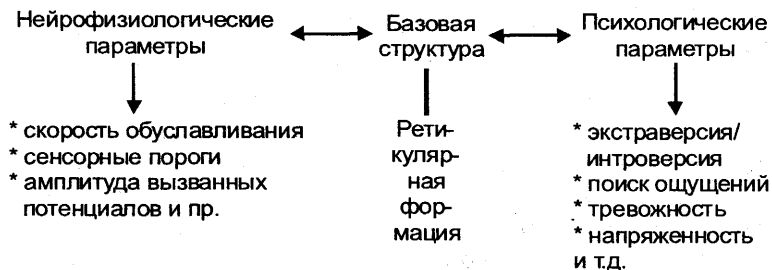 Нейрофизиологические
параметры
Базовая
структура
Психологические
параметры
* скорость обуславливания
* сенсорные пороги
* амплитуда вызванных
потенциалов и пр.
Рети-
куляр-
ная
фор-
мация
* экстраверсия/
интроверсия
* поиск ощущений
* тревожность
* напряженность
и т.д.